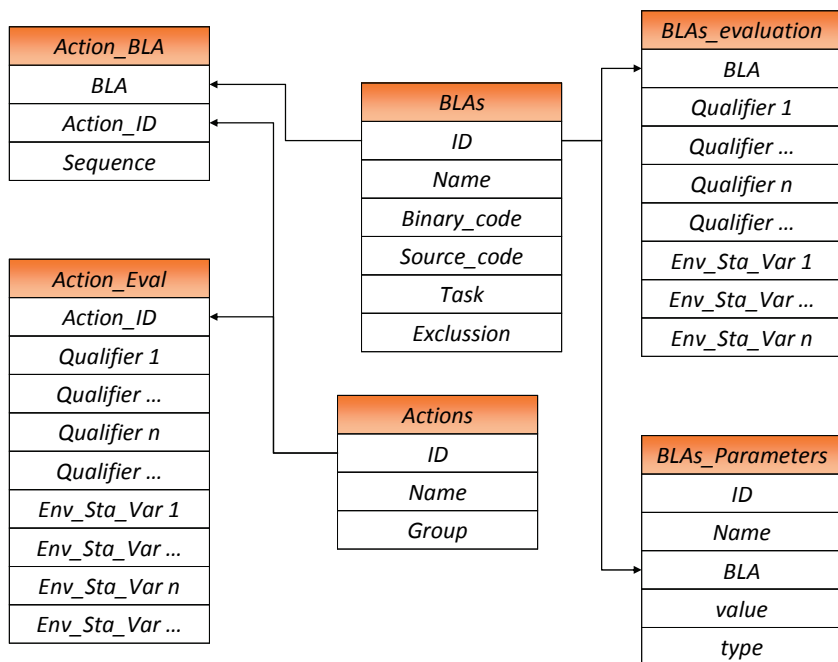 Action_BLA
BLA
Action_ID
Sequence
Action_Eval
Action_ID
Qualifier 1
Qualifier ...
Qualifier n
Qualifier ...
Env_Sta_Var 1
Env_Sta_Var ...
Env_Sta_Var n
Env_Sta_Var ...
BLAs
ID
Name
Binary_code
Source_code
Task
Exclussion
Actions
ID
Name
Group
BLAs_evaluation
BLA
Qualifier 1
Qualifier ...
Qualifier n
Qualifier ...
Env_Sta_Var 1
Env_Sta_Var ...
Env_Sta_Var n
BLAs_Parameters
ID
Name
BLA
value
type